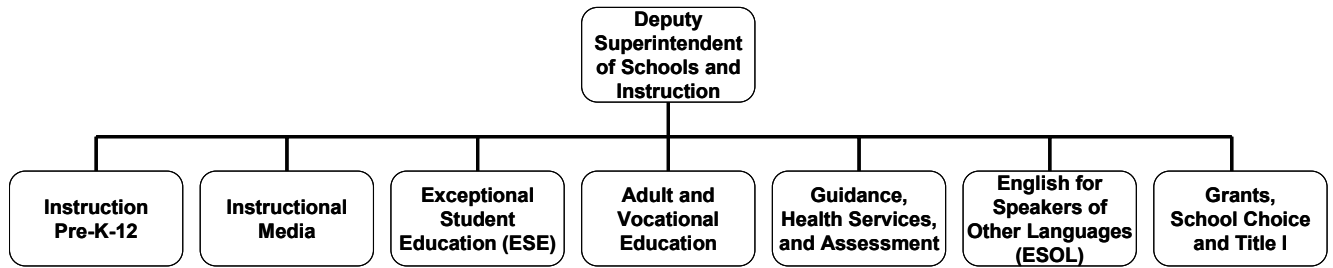 Deputy
Superintendent
of Schools and
Instruction
Instruction
Pre-K-12
Instructional
Media
Exceptional
Student
Education (ESE)
Adult and
Vocational
Education
Guidance,
Health Services,
and Assessment
English for
Speakers of
Other Languages
(ESOL)
Grants,
School Choice
and Title I